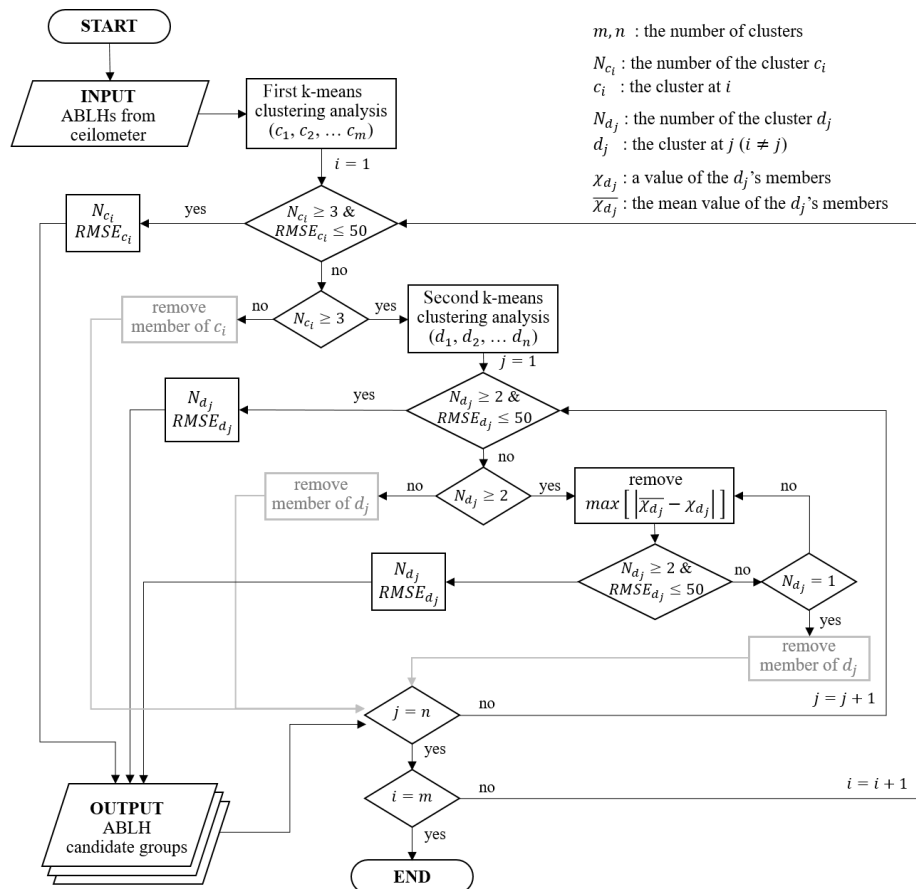 START
INPUT
ABLHs from
ceilometer
First k-means
clustering analysis
(c₁, c₂, … cₘ)
m, n : the number of clusters
N_{c_i} : the number of the cluster c_i
c_i : the cluster at i
N_{d_j} : the number of the cluster d_j
d_j : the cluster at j (i ≠ j)
χ_{d_j} : a value of the d_j's members
\overline{χ_{d_j}} : the mean value of the d_j's members
i = 1
N_{c_i} ≥ 3 &
RMSE_{c_i} ≤ 50
yes
N_{c_i}
RMSE_{c_i}
no
N_{c_i} ≥ 3
no
remove
member of c_i
yes
Second k-means
clustering analysis
(d₁, d₂, … dₙ)
j = 1
N_{d_j} ≥ 2 &
RMSE_{d_j} ≤ 50
yes
N_{d_j}
RMSE_{d_j}
no
N_{d_j} ≥ 2
no
remove
member of d_j
yes
remove
max[|\overline{χ_{d_j}} − χ_{d_j}|]
N_{d_j} ≥ 2 &
RMSE_{d_j} ≤ 50
N_{d_j}
RMSE_{d_j}
no
N_{d_j} = 1
no
yes
remove
member of d_j
j = n
no
j = j + 1
yes
i = m
no
i = i + 1
yes
OUTPUT
ABLH
candidate groups
END